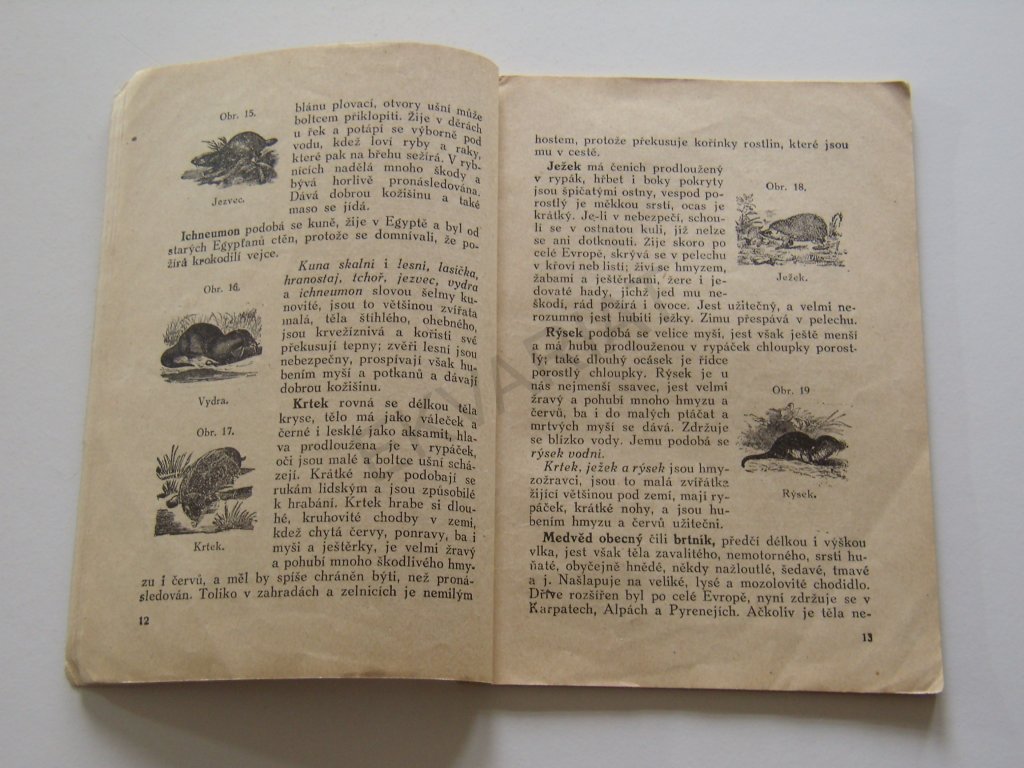 Obr. 15.
Jezvec.
blánu plovací, otvory ušní může
boltcem přiklopiti. Žije v děrách
u řek a potápí se výborně pod
vodu, kdež loví ryby a raky,
které pak na břehu sežírá. V ryb-
nících nadělá mnoho škody a
bývá horlivě pronásledována.
Dává dobrou kožišinu a také
maso se jídá.
Ichneumon podobá se kuně, žije v Egyptě a byl od
starých Egypťanů ctěn, protože se domnívali, že po-
žírá krokodílí vejce.
Obr. 16.
Vydra.
Kuna skalní i lesní, lasička,
hranostaj, tchoř, jezvec, vydra
a ichneumon slovou šelmy ku-
novité, jsou to většinou zvířata
malá, těla štíhlého, ohebného,
jsou krvežíznivá a kořisti své
překusují tepny; zvěři lesní jsou
nebezpečny, prospívají však hu-
bením myší a potkanů a dávají
dobrou kožišinu.
Obr. 17.
Krtek.
Krtek rovná se délkou těla
kryse, tělo má jako váleček a
černé i lesklé jako aksamit, hla-
va prodloužena je v rypáček,
oči jsou malé a boltce ušní schá-
zejí. Krátké nohy podobají se
rukám lidským a jsou způsobilé
k hrabání. Krtek hrabe si dlou-
hé, kruhovité chodby v zemi,
kdež chytá červy, ponravy, ba i
myši a ještěrky, je velmi žravý
a pohubí mnoho škodlivého hmy-
zu i červů, a měl by spíše chráněn býti, než proná-
sledován. Toliko v zahradách a zelnicích je nemilým
12
hostem, protože překusuje kořínky rostlin, které jsou
mu v cestě.
Ježek má čenich prodloužený
v rypák, hřbet i boky pokryty
jsou špičatými ostny, vespod po-
rostlý je měkkou srstí, ocas je
krátký. Je-li v nebezpečí, schou-
lí se v ostnatou kuli, jíž nelze
se ani dotknouti. Žije skoro po
celé Evropě, skrývá se v pelechu
v křoví neb listí; živí se hmyzem,
žabami a ještěrkami, žere i je-
dovaté hady, jichž jed mu ne-
škodí, rád požírá i ovoce. Jest užitečný, a velmi ne-
rozumno jest hubiti ježky. Zimu přespává v pelechu.
Obr. 18.
Ježek.
Rýsek podobá se velice myši, jest však ještě menší
a má hubu prodlouženou v rypáček chloupky porost-
lý; také dlouhý ocásek je řídce
porostlý chloupky. Rýsek je u
nás nejmenší ssavec, jest velmi
žravý a pohubí mnoho hmyzu a
červů, ba i do malých ptáčat a
mrtvých myší se dává. Zdržuje
se blízko vody. Jemu podobá se
rýsek vodní.
Obr. 19
Rýsek.
Krtek, ježek a rýsek jsou hmy-
zožravci, jsou to malá zvířátka
žijící většinou pod zemí, mají ry-
páček, krátké nohy, a jsou hu-
bením hmyzu a červů užiteční.
Medvěd obecný čili brtník, předčí délkou i výškou
vlka, jest však těla zavalitého, nemotorného, srsti hu-
ňaté, obyčejně hnědé, někdy nažloutlé, šedavé, tmavé
a j. Našlapuje na veliké, lysé a mozolovité chodidlo.
Dříve rozšířen byl po celé Evropě, nyní zdržuje se v
Karpatech, Alpách a Pyrenejích. Ačkoliv je těla ne-
13